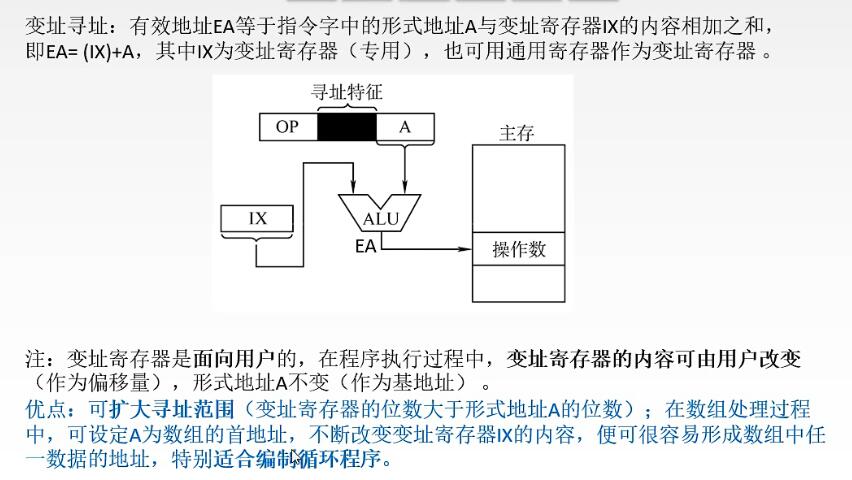 变址寻址：有效地址EA等于指令字中的形式地址A与变址寄存器IX的内容相加之和，
即EA= (IX)+A，其中IX为变址寄存器（专用），也可用通用寄存器作为变址寄存器 。
寻址特征
OP
A
主存
IX
ALU
EA
操作数
注：变址寄存器是面向用户的，在程序执行过程中，变址寄存器的内容可由用户改变
（作为偏移量），形式地址A不变（作为基地址） 。
优点：可扩大寻址范围（变址寄存器的位数大于形式地址A的位数）；在数组处理过程
中，可设定A为数组的首地址，不断改变变址寄存器IX的内容，便可很容易形成数组中任
一数据的地址，特别适合编制循环程序。